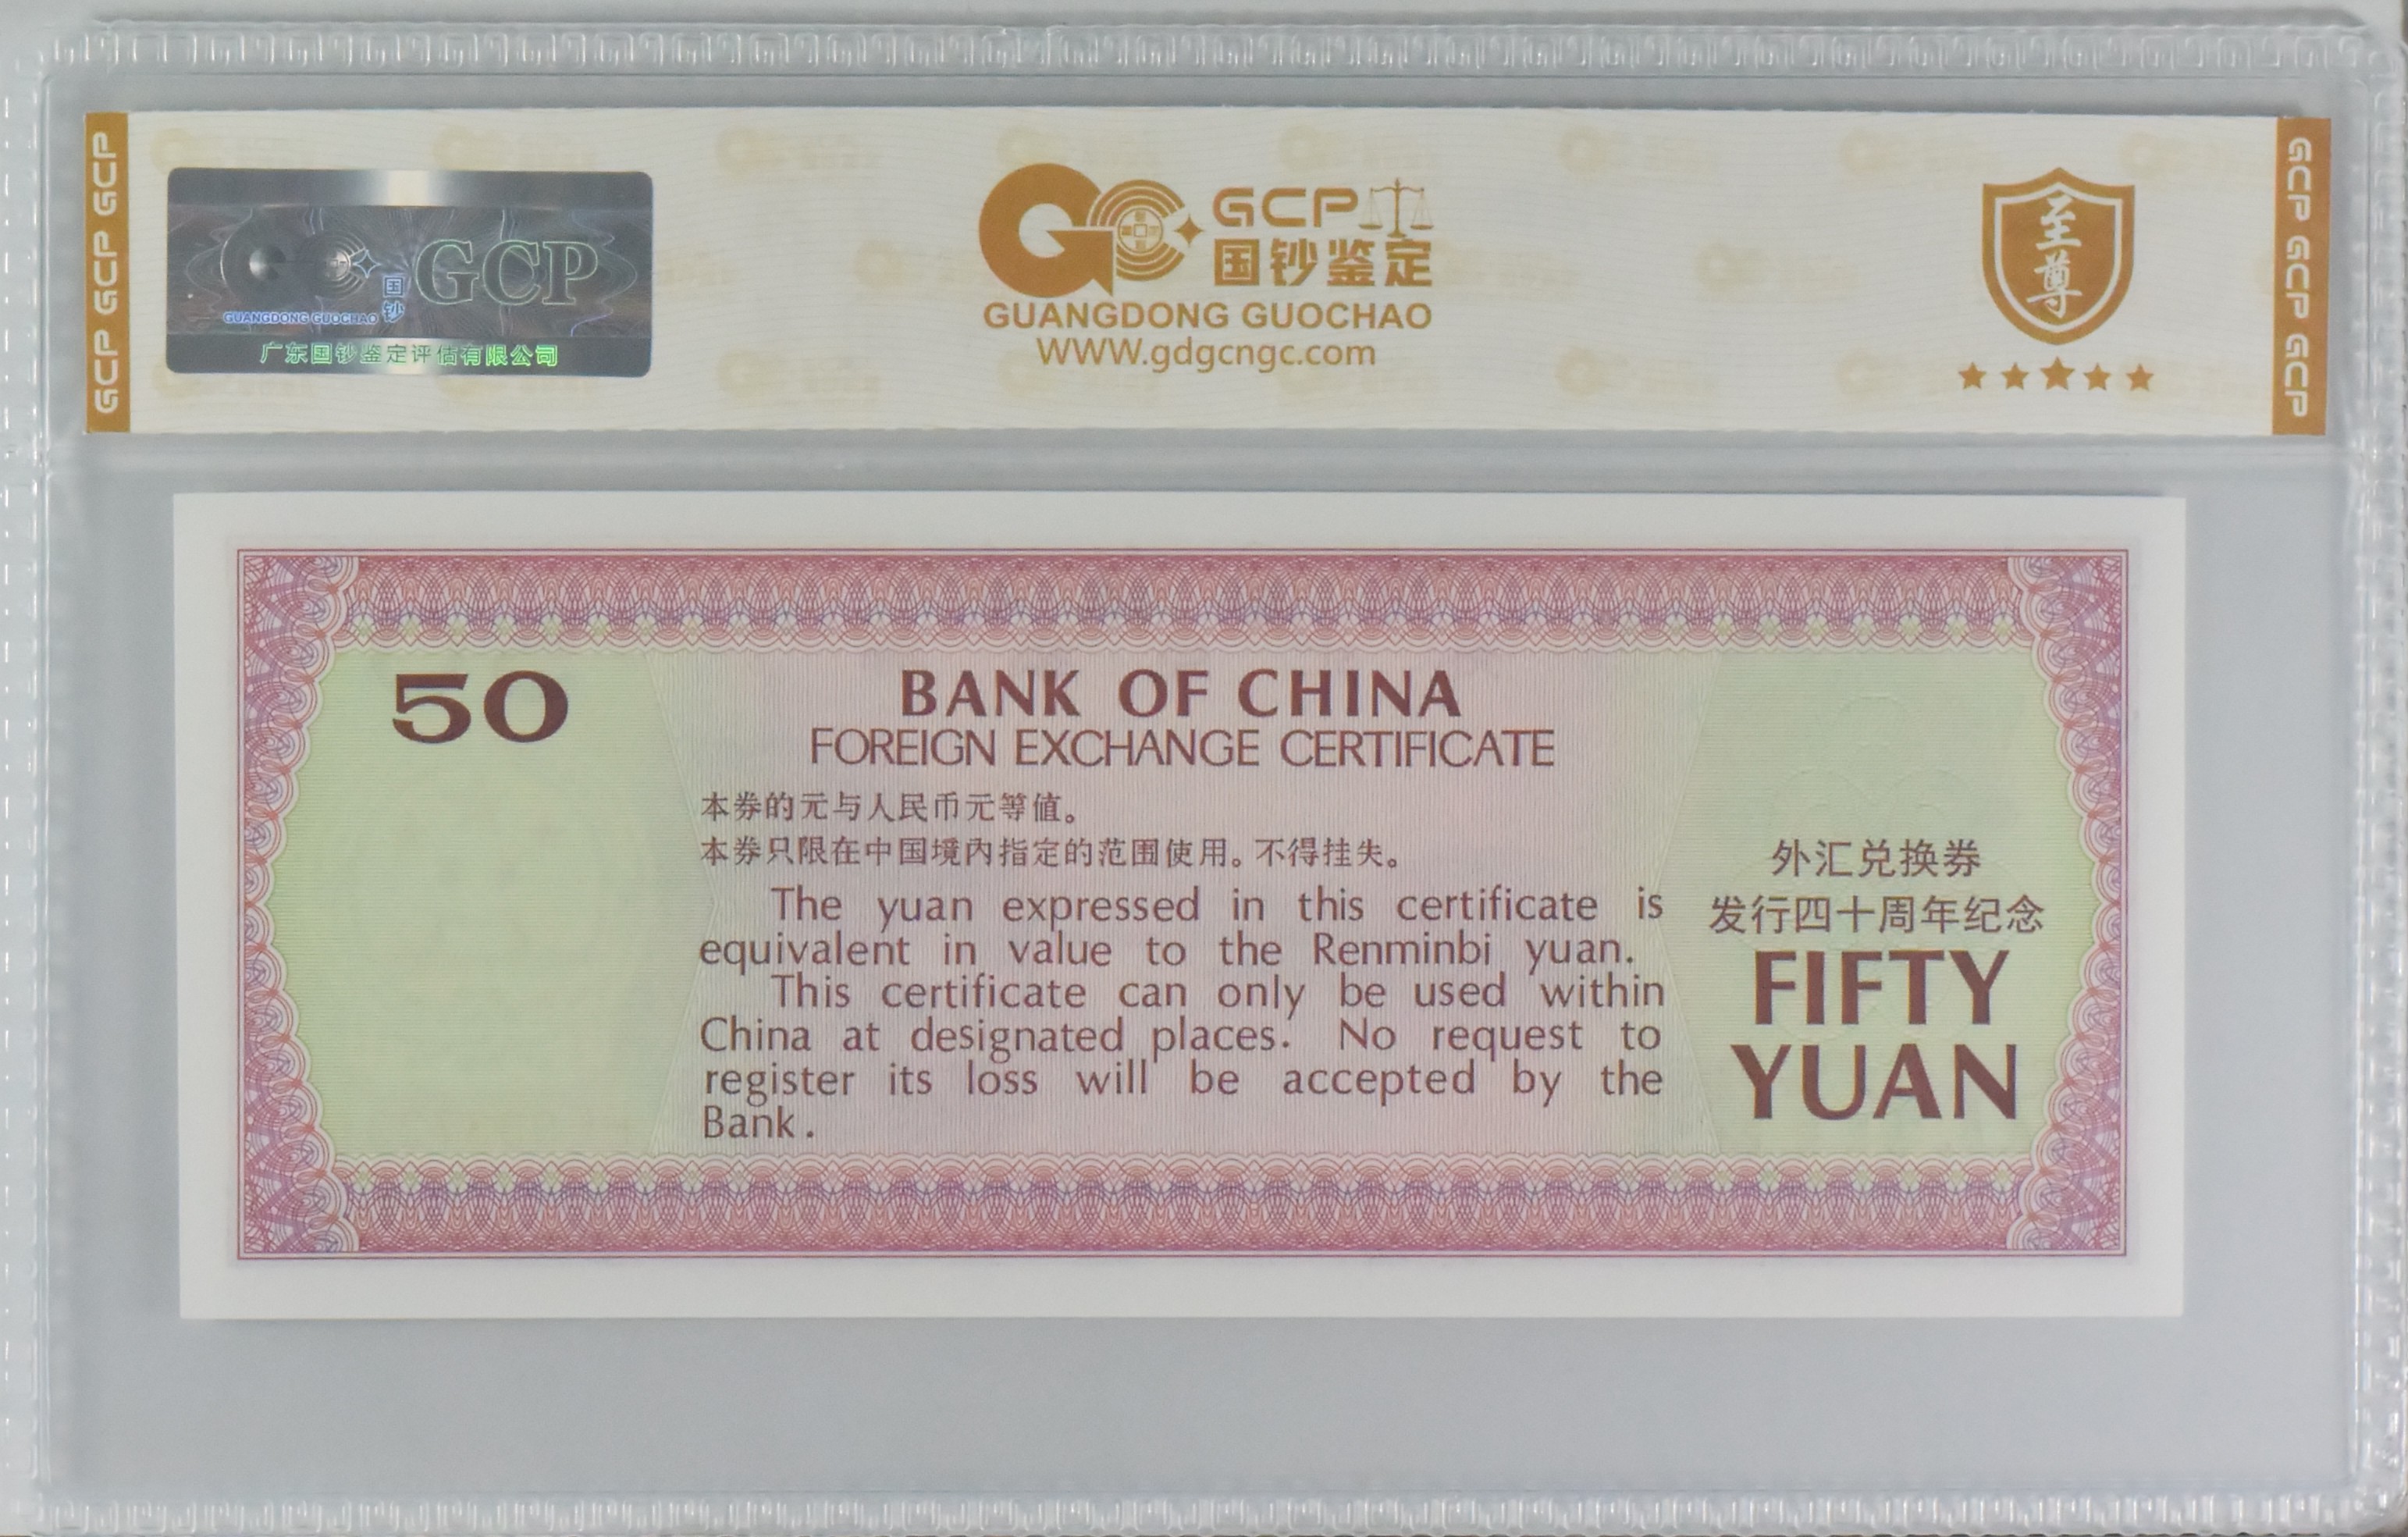 GCP GCP GCP
GUANGDONG GUOCHAO
国钞
GCP
广东国钞鉴定评估有限公司
GCP
国钞鉴定
GUANGDONG GUOCHAO
WWW.gdgcngc.com
至尊
GCP GCP GCP
50
BANK OF CHINA
FOREIGN EXCHANGE CERTIFICATE
本券的元与人民币元等值。
本券只限在中国境内指定的范围使用。不得挂失。
The yuan expressed in this certificate is
equivalent in value to the Renminbi yuan.
This certificate can only be used within
China at designated places. No request to
register its loss will be accepted by the
Bank.
外汇兑换券
发行四十周年纪念
FIFTY
YUAN